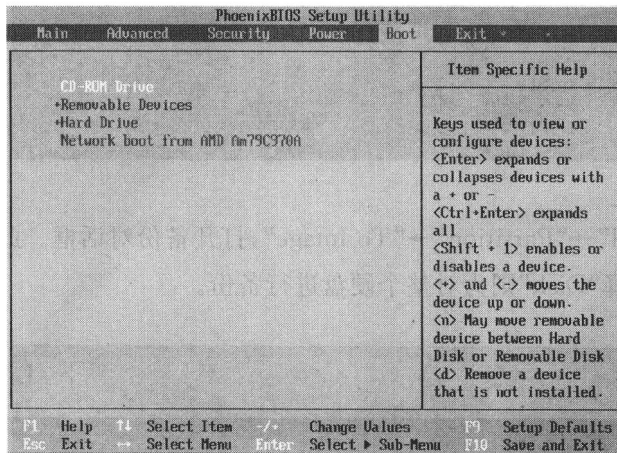 PhoenixBIOS Setup Utility
Main Advanced Security Power Boot Exit
CD-ROM Drive
+Removable Devices
+Hard Drive
Network boot from AMD Am79C970A
Item Specific Help
Keys used to view or
configure devices:
<Enter> expands or
collapses devices with
a + or -
<Ctrl+Enter> expands
all
<Shift + 1> enables or
disables a device.
<+> and <-> moves the
device up or down.
<n> May move removable
device between Hard
Disk or Removable Disk
<d> Remove a device
that is not installed.
F1 Help ↑↓ Select Item -/+ Change Values F9 Setup Defaults
Esc Exit ↔ Select Menu Enter Select ▶ Sub-Menu F10 Save and Exit